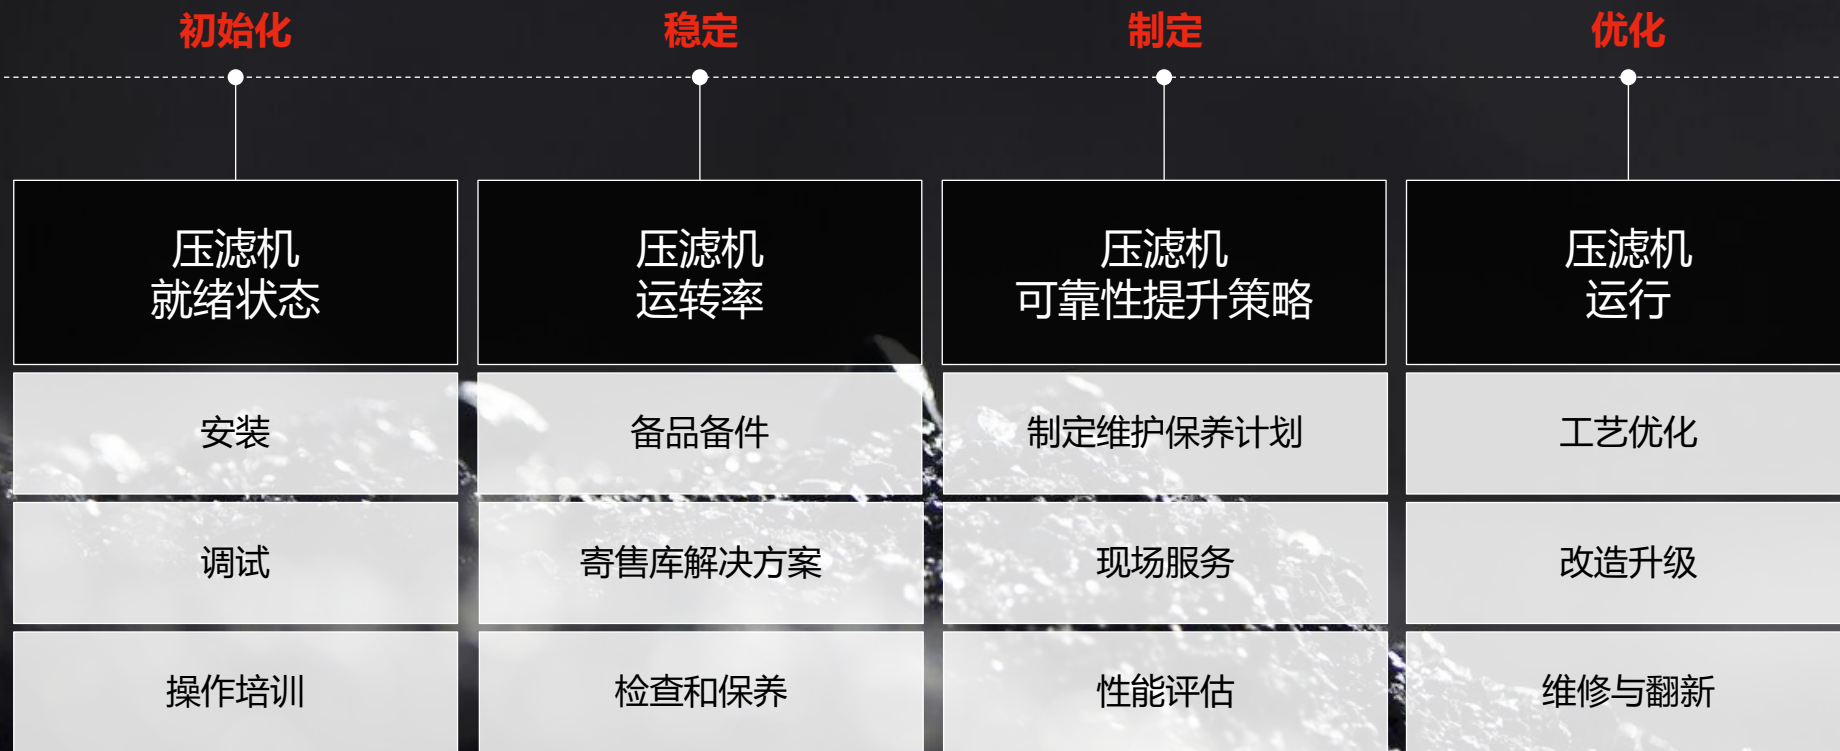 初始化
稳定
制定
优化
压滤机
就绪状态
压滤机
运转率
压滤机
可靠性提升策略
压滤机
运行
安装
备品备件
制定维护保养计划
工艺优化
调试
寄售库解决方案
现场服务
改造升级
操作培训
检查和保养
性能评估
维修与翻新